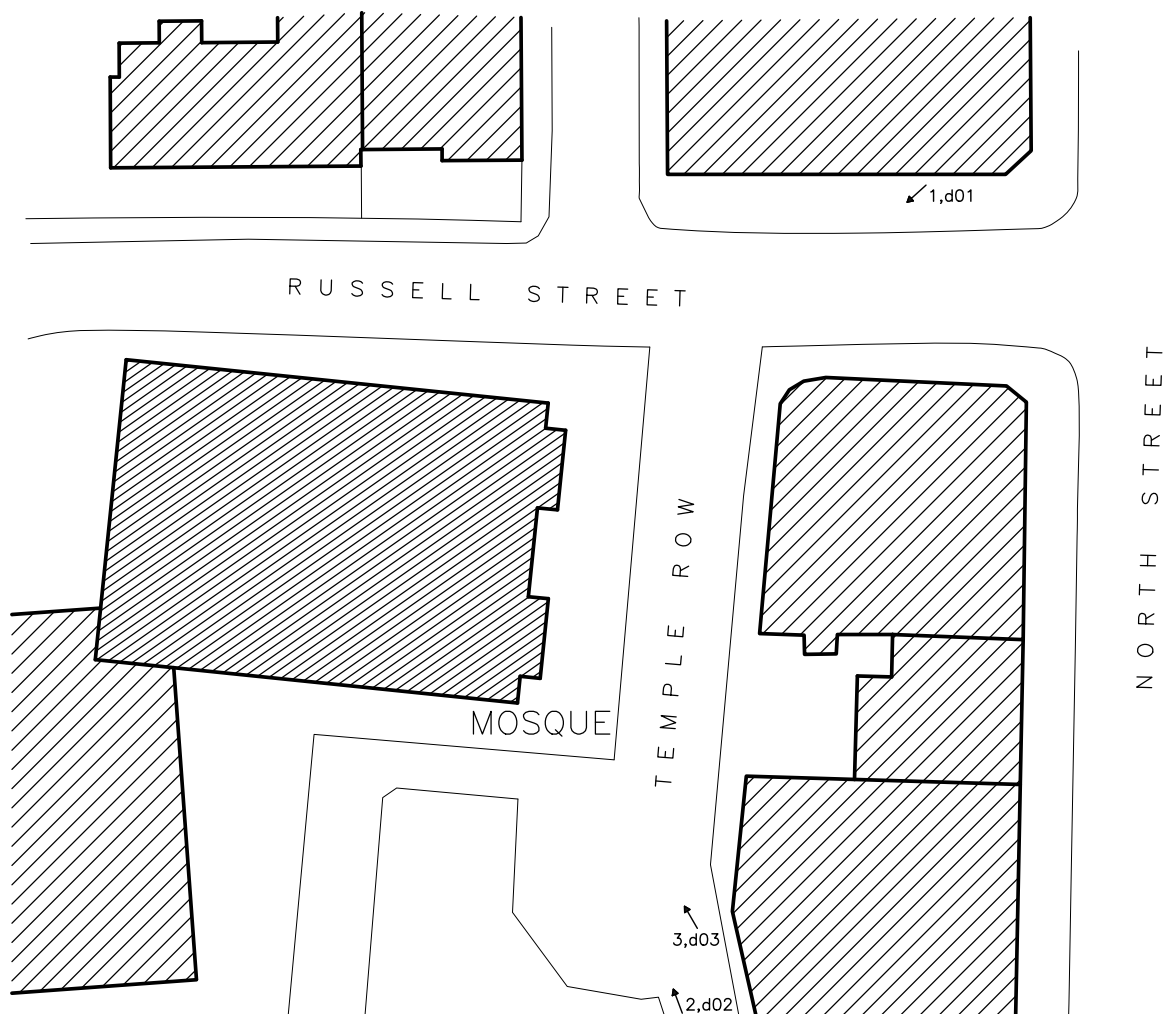 1,d01
RUSSELL STREET
NORTH STREET
TEMPLE ROW
MOSQUE
3,d03
2,d02